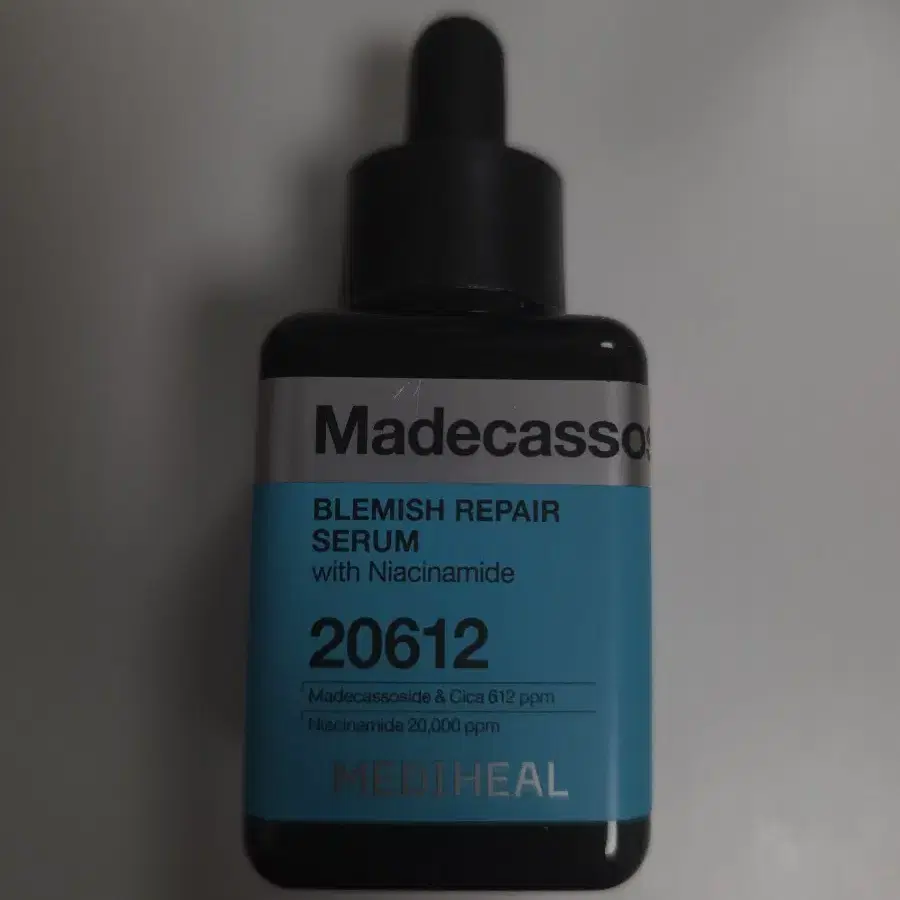 Madecassos
BLEMISH REPAIR
SERUM
with Niacinamide
20612
Madecassoside & Cica 612 ppm
Niacinamide 20,000 ppm
MEDIHEAL